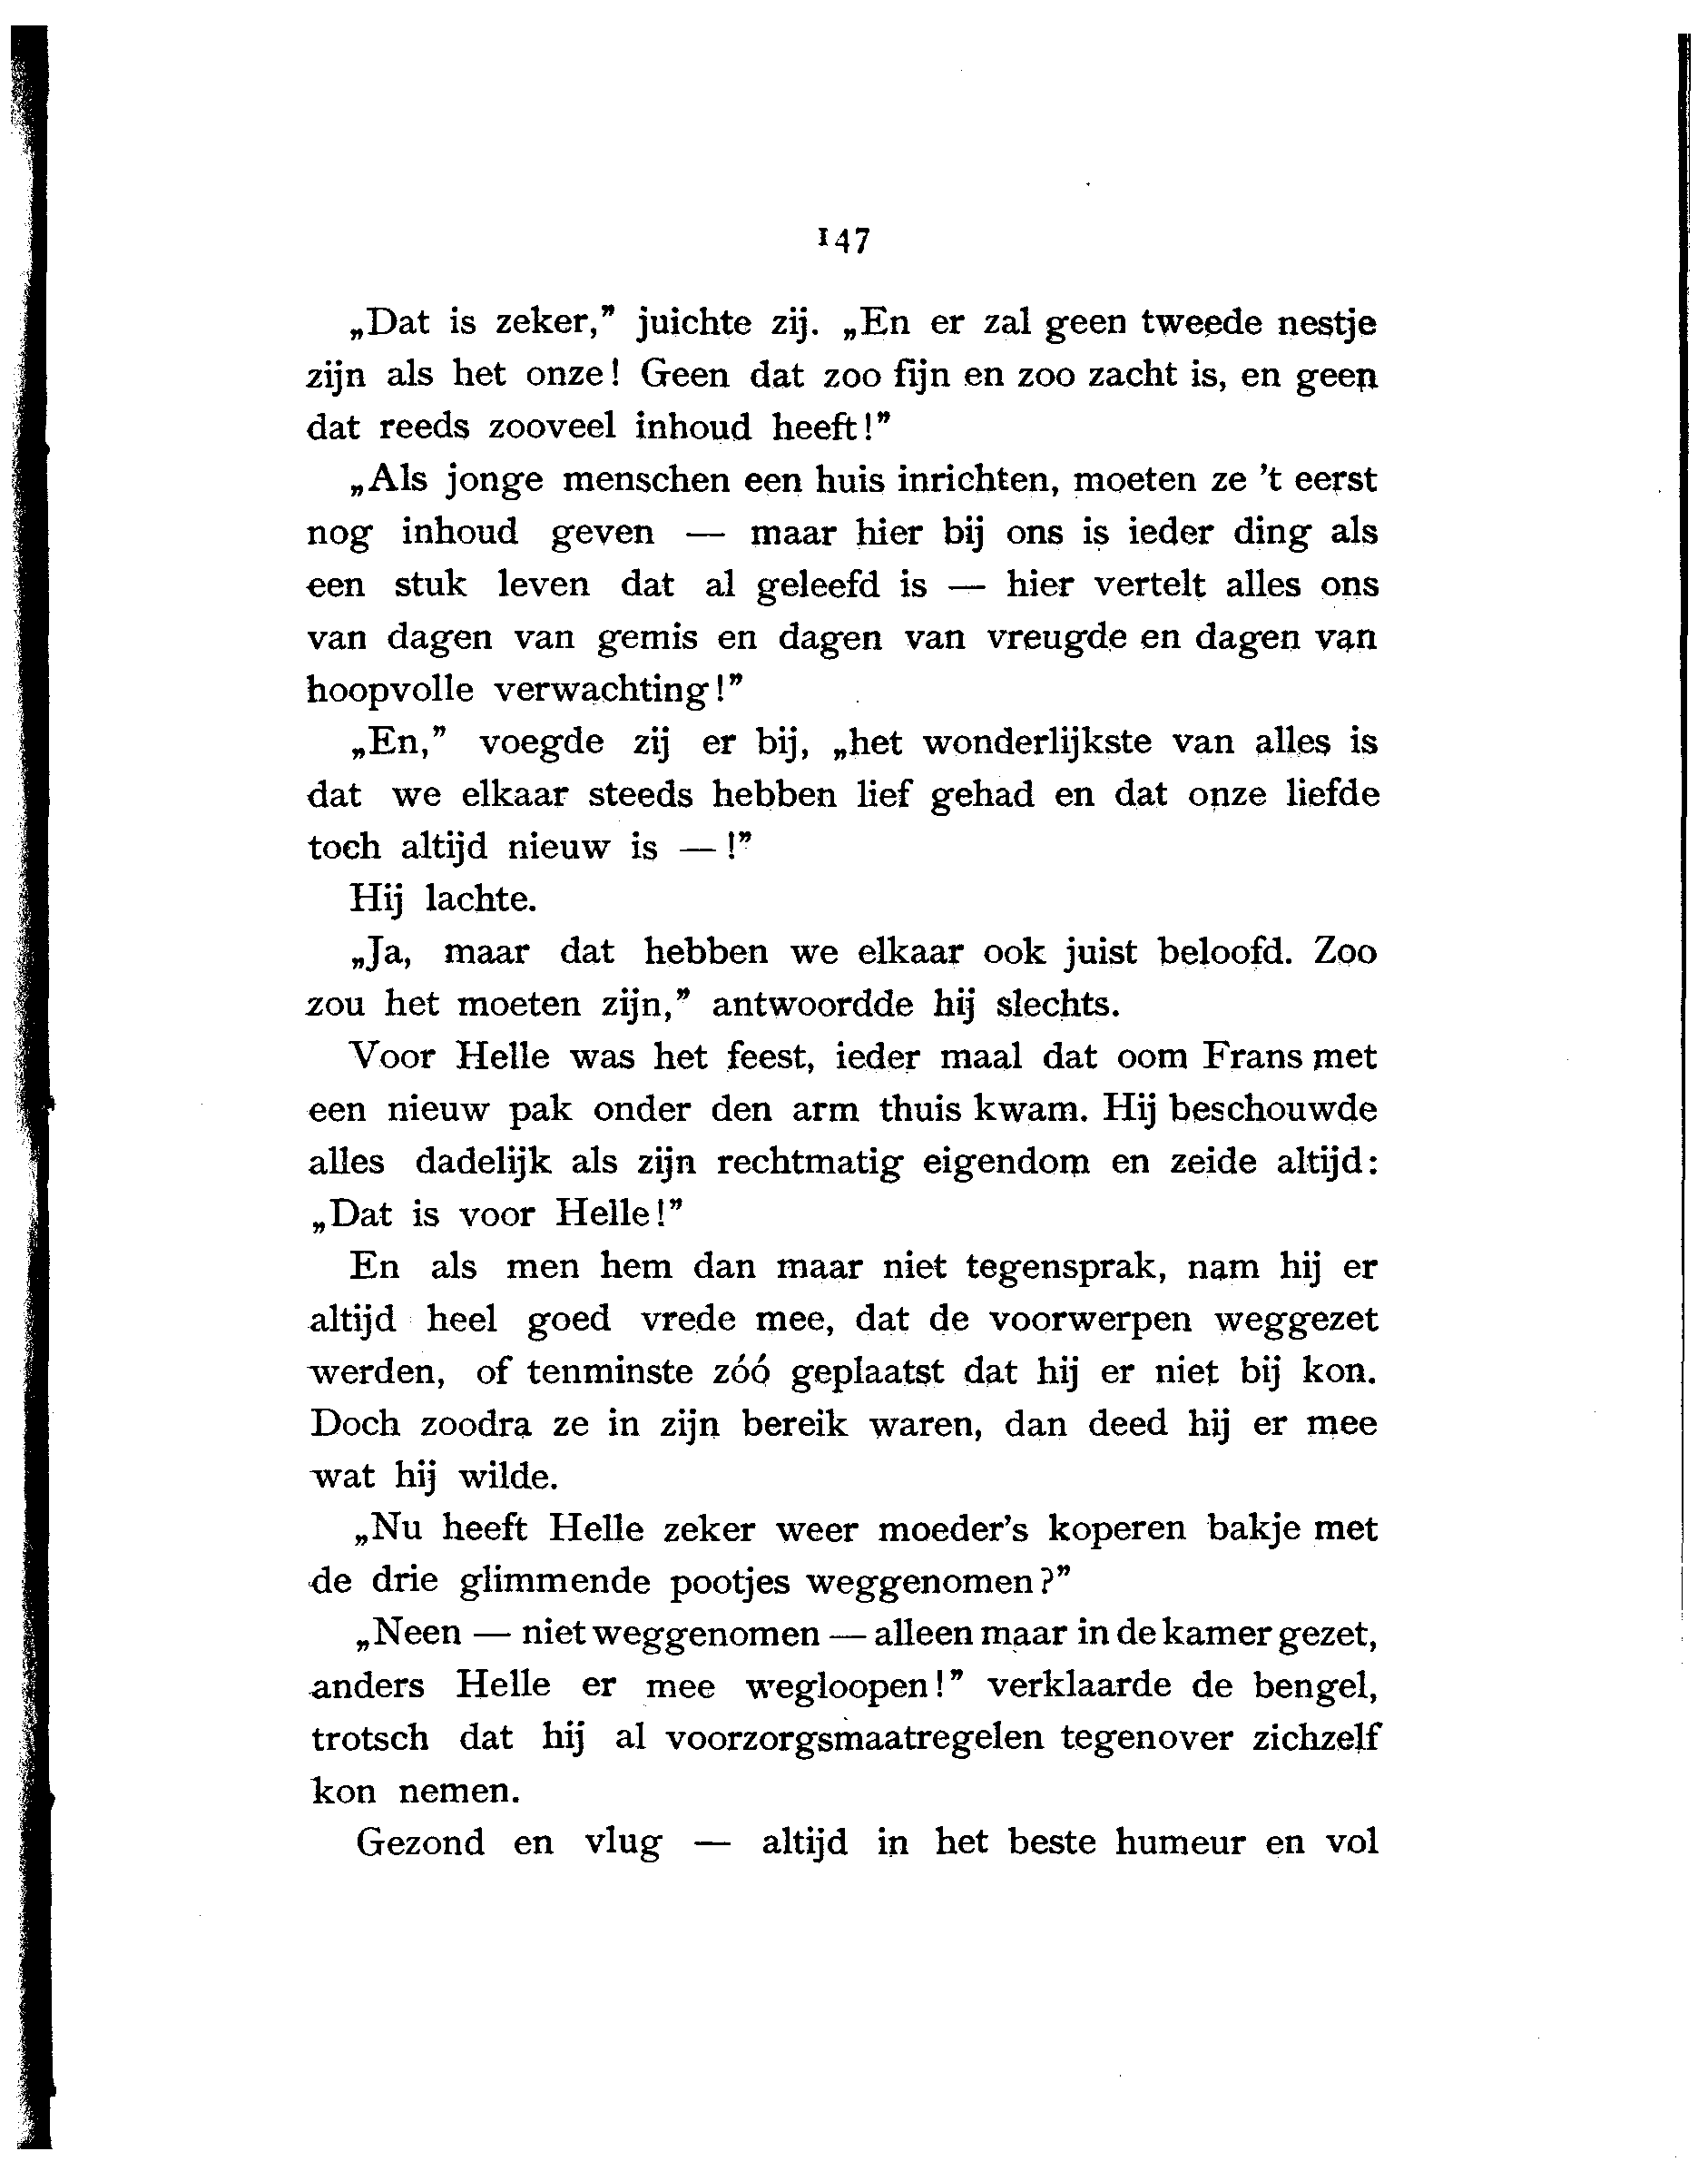 147
„Dat is zeker,” juichte zij. „En er zal geen tweede nestje
zijn als het onze! Geen dat zoo fijn en zoo zacht is, en geen
dat reeds zooveel inhoud heeft!”
„Als jonge menschen een huis inrichten, moeten ze 't eerst
nog inhoud geven — maar hier bij ons is ieder ding als
een stuk leven dat al geleefd is — hier vertelt alles ons
van dagen van gemis en dagen van vreugde en dagen van
hoopvolle verwachting!”
„En,” voegde zij er bij, „het wonderlijkste van alles is
dat we elkaar steeds hebben lief gehad en dat onze liefde
toch altijd nieuw is — !”
Hij lachte.
„Ja, maar dat hebben we elkaar ook juist beloofd. Zoo
zou het moeten zijn,” antwoordde hij slechts.
Voor Helle was het feest, ieder maal dat oom Frans met
een nieuw pak onder den arm thuis kwam. Hij beschouwde
alles dadelijk als zijn rechtmatig eigendom en zeide altijd:
„Dat is voor Helle!”
En als men hem dan maar niet tegensprak, nam hij er
altijd heel goed vrede mee, dat de voorwerpen weggezet
werden, of tenminste zóó geplaatst dat hij er niet bij kon.
Doch zoodra ze in zijn bereik waren, dan deed hij er mee
wat hij wilde.
„Nu heeft Helle zeker weer moeder's koperen bakje met
de drie glimmende pootjes weggenomen?”
„Neen — niet weggenomen — alleen maar in de kamer gezet,
anders Helle er mee wegloopen!” verklaarde de bengel,
trotsch dat hij al voorzorgsmaatregelen tegenover zichzelf
kon nemen.
Gezond en vlug — altijd in het beste humeur en vol